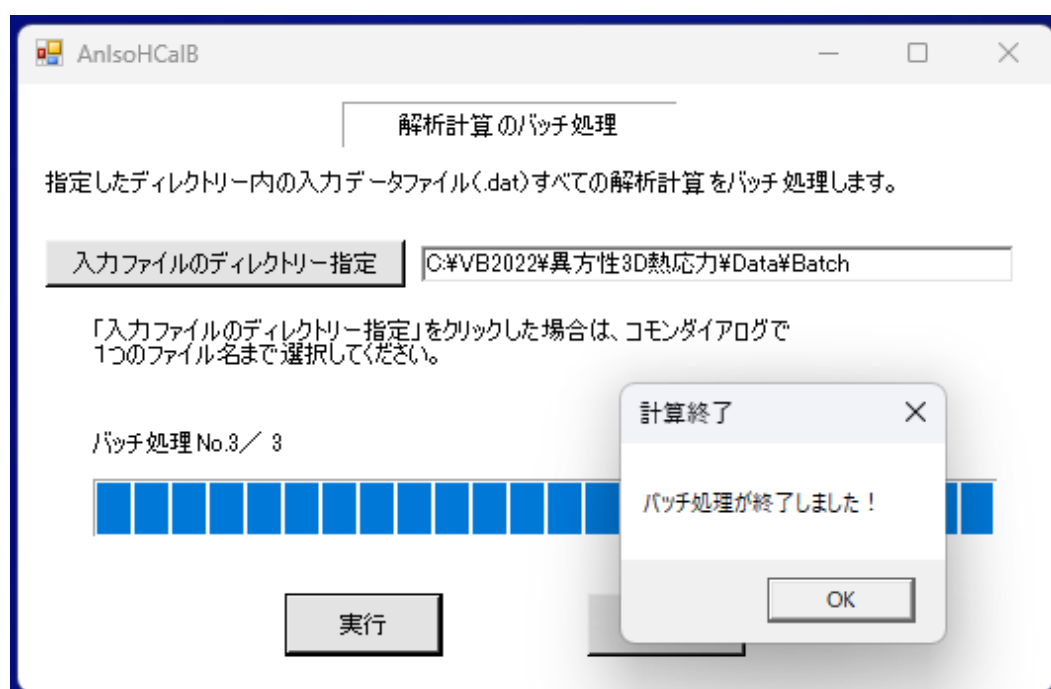 AnIsoHCalB
解析計算のバッチ処理
指定したディレクトリー内の入力データファイル(.dat)すべての解析計算をバッチ処理します。
入力ファイルのディレクトリー指定
C:¥VB2022¥異方性3D熱応力¥Data¥Batch
「入力ファイルのディレクトリー指定」をクリックした場合は、コモンダイアログで
1つのファイル名まで選択してください。
バッチ処理No.3／ 3
計算終了
バッチ処理が終了しました！
OK
実行